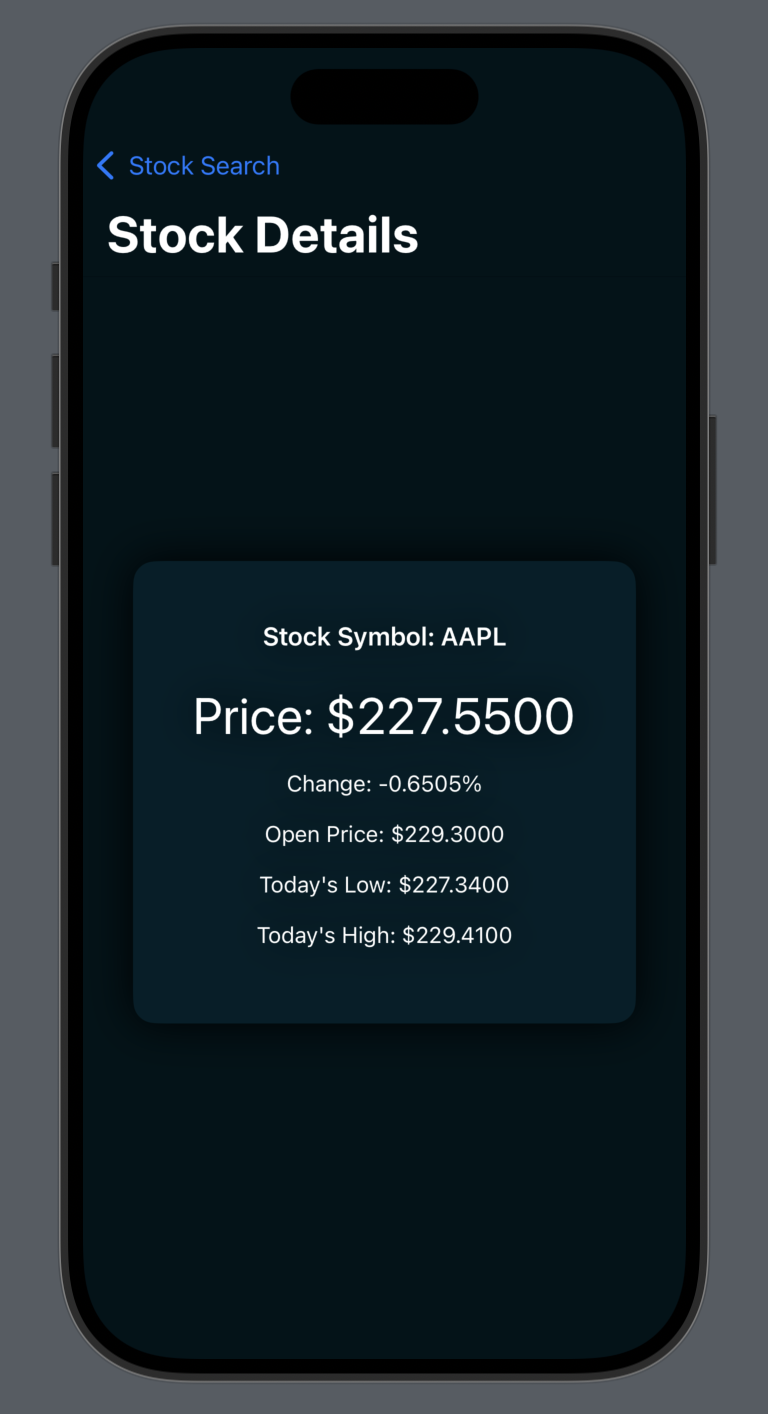 Stock Search
Stock Details
Stock Symbol: AAPL
Price: $227.5500
Change: -0.6505%
Open Price: $229.3000
Today's Low: $227.3400
Today's High: $229.4100